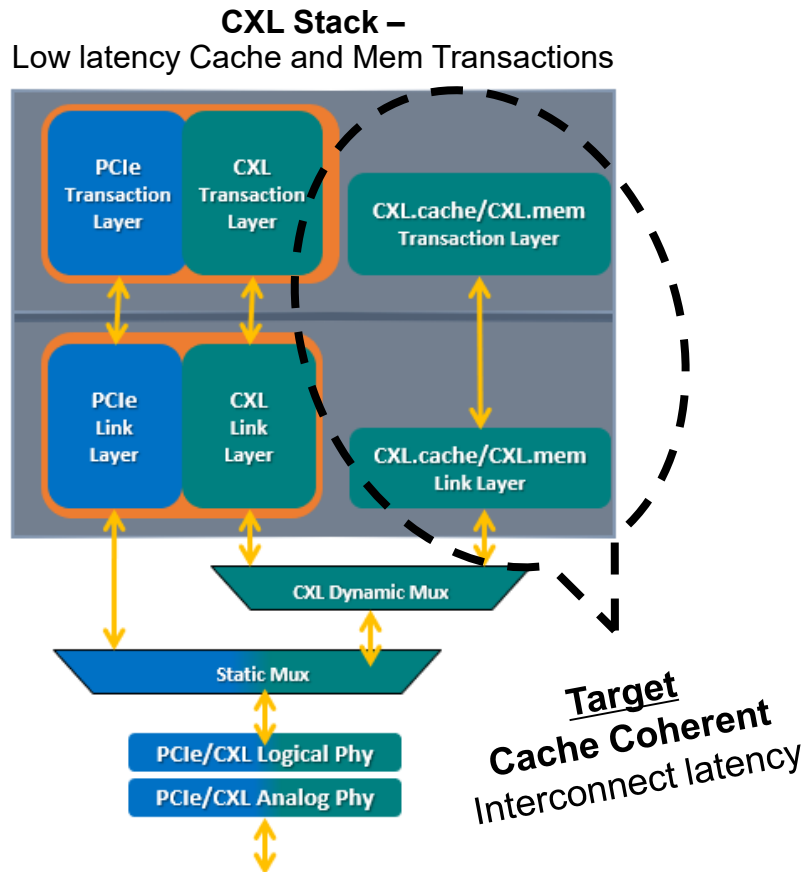 CXL Stack –
Low latency Cache and Mem Transactions
PCIe
Transaction
Layer
CXL
Transaction
Layer
CXL.cache/CXL.mem
Transaction Layer
PCIe
Link
Layer
CXL
Link
Layer
CXL.cache/CXL.mem
Link Layer
CXL Dynamic Mux
Static Mux
PCIe/CXL Logical Phy
PCIe/CXL Analog Phy
Target
Cache Coherent
Interconnect latency